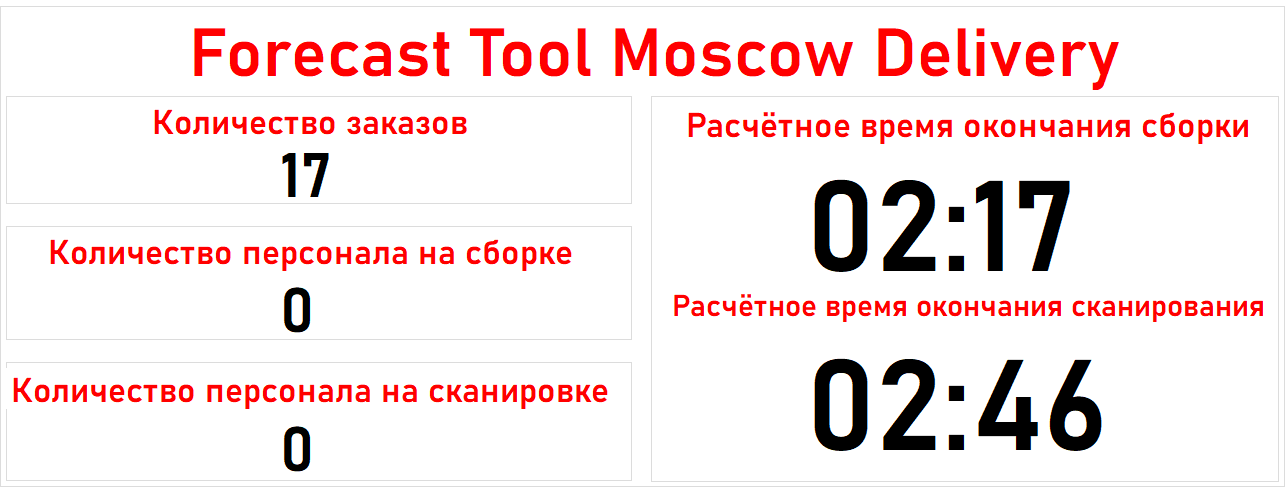 Forecast Tool Moscow Delivery
Количество заказов
17
Количество персонала на сборке
0
Количество персонала на сканировке
0
Расчётное время окончания сборки
02:17
Расчётное время окончания сканирования
02:46